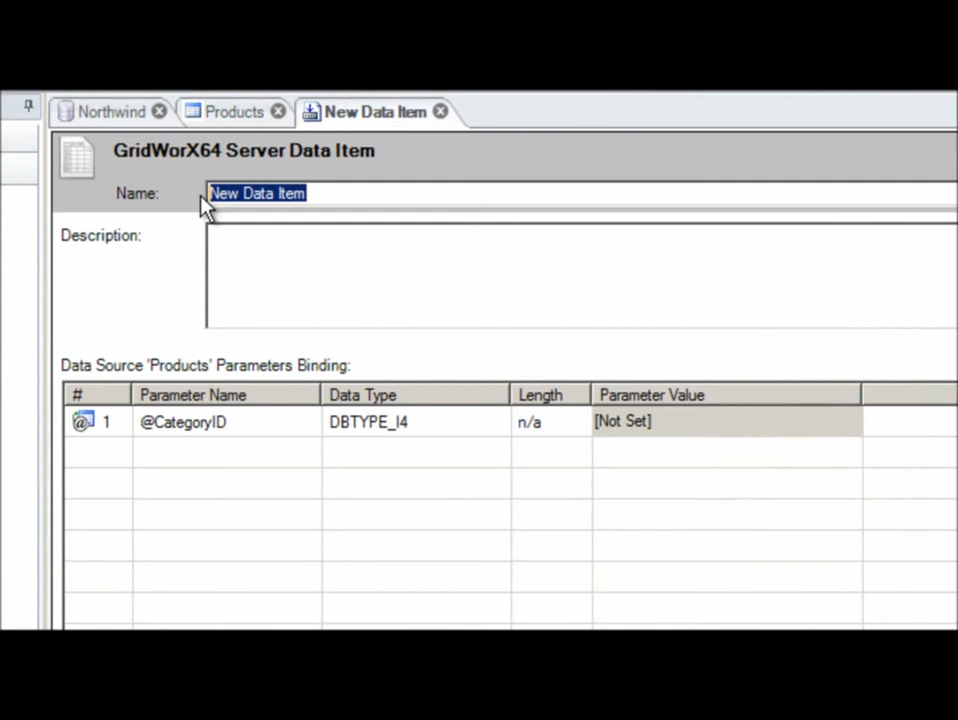 Northwind Products New Data Item
GridWorX64 Server Data Item
Name: New Data Item
Description:
Data Source 'Products' Parameters Binding:
# Parameter Name Data Type Length Parameter Value
1 @CategoryID DBTYPE_I4 n/a [Not Set]